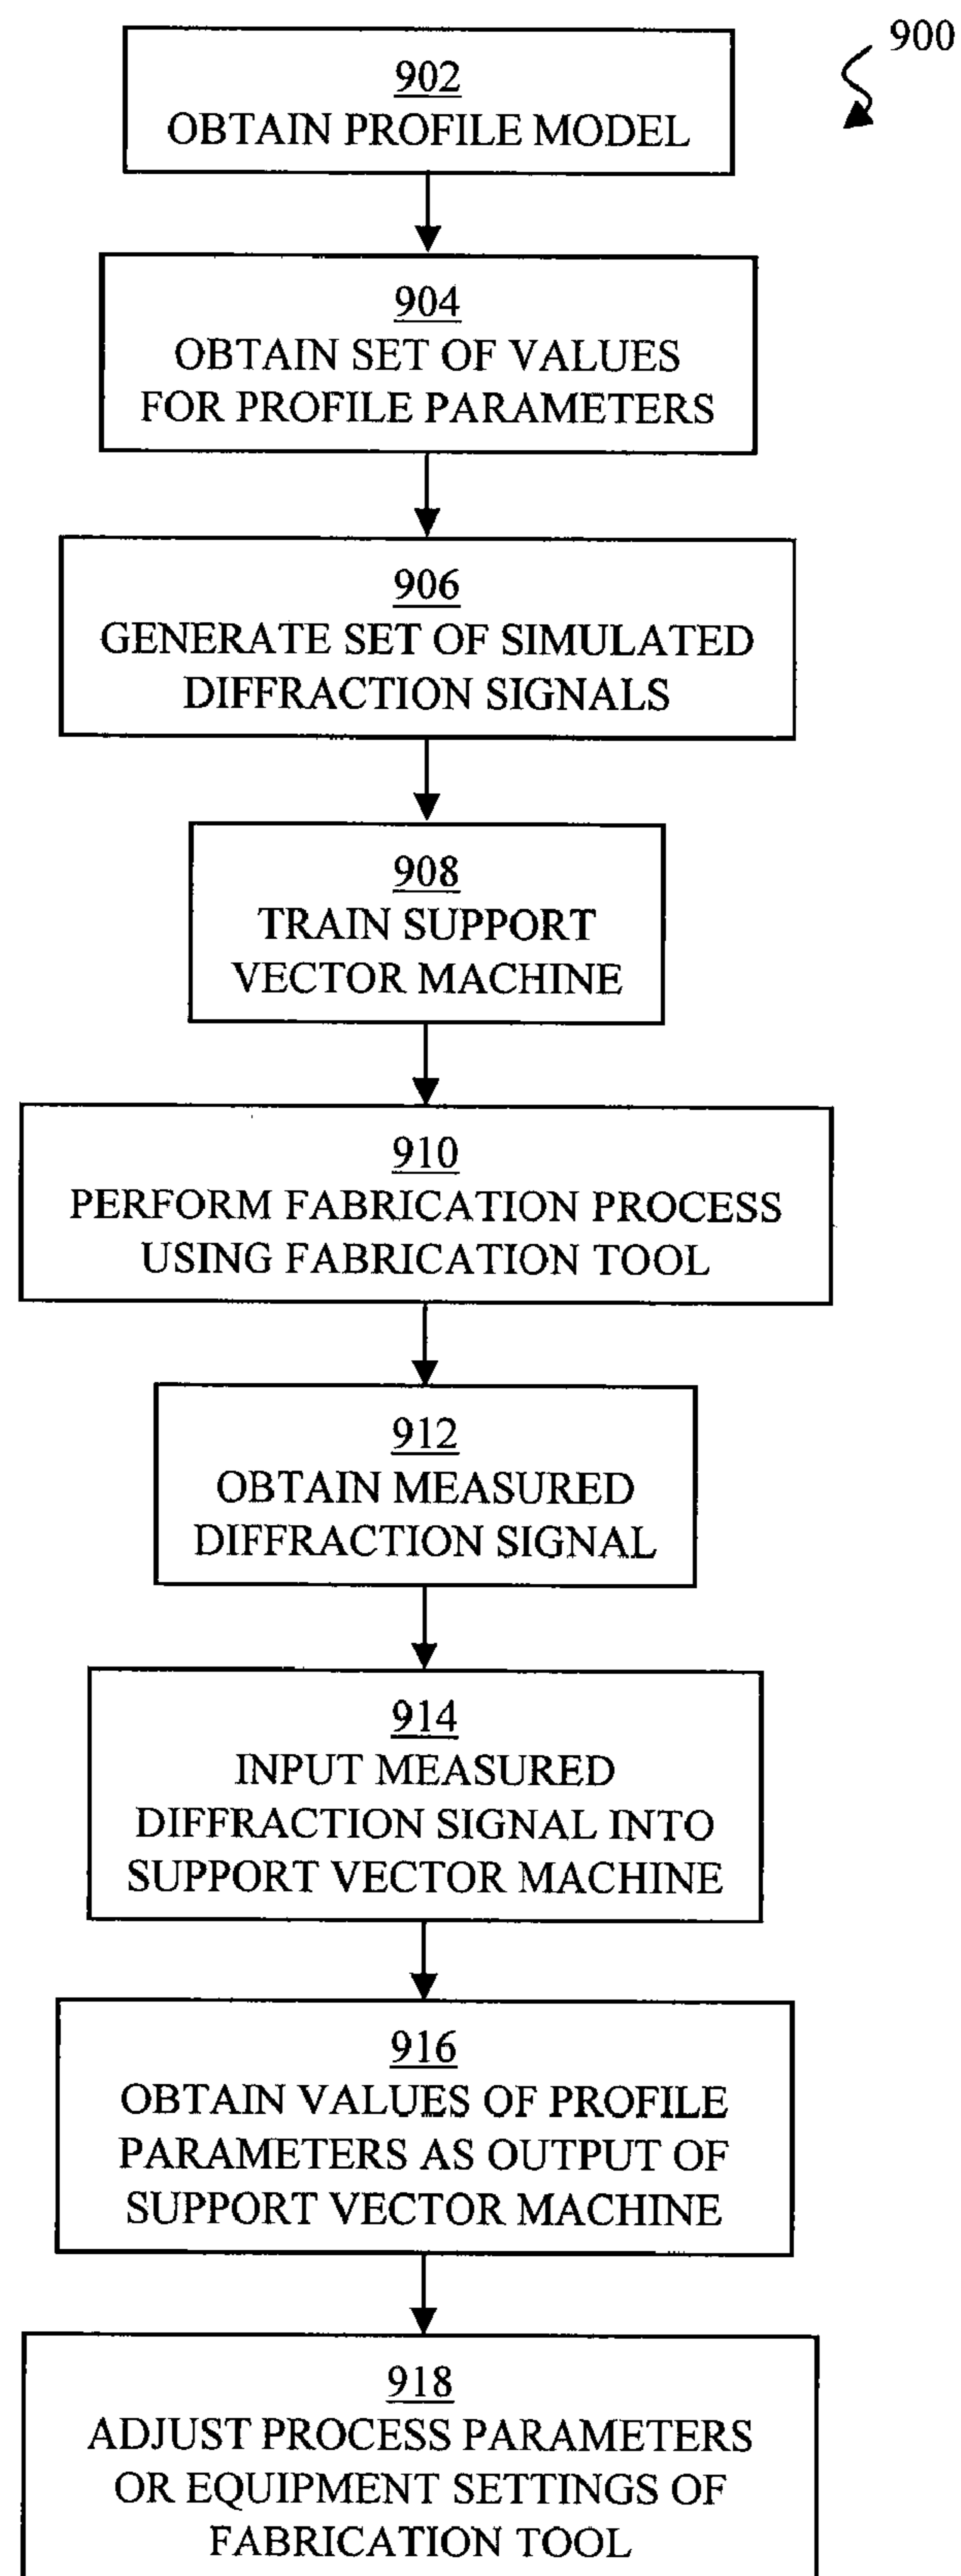 900
902
OBTAIN PROFILE MODEL
904
OBTAIN SET OF VALUES
FOR PROFILE PARAMETERS
906
GENERATE SET OF SIMULATED
DIFFRACTION SIGNALS
908
TRAIN SUPPORT
VECTOR MACHINE
910
PERFORM FABRICATION PROCESS
USING FABRICATION TOOL
912
OBTAIN MEASURED
DIFFRACTION SIGNAL
914
INPUT MEASURED
DIFFRACTION SIGNAL INTO
SUPPORT VECTOR MACHINE
916
OBTAIN VALUES OF PROFILE
PARAMETERS AS OUTPUT OF
SUPPORT VECTOR MACHINE
918
ADJUST PROCESS PARAMETERS
OR EQUIPMENT SETTINGS OF
FABRICATION TOOL